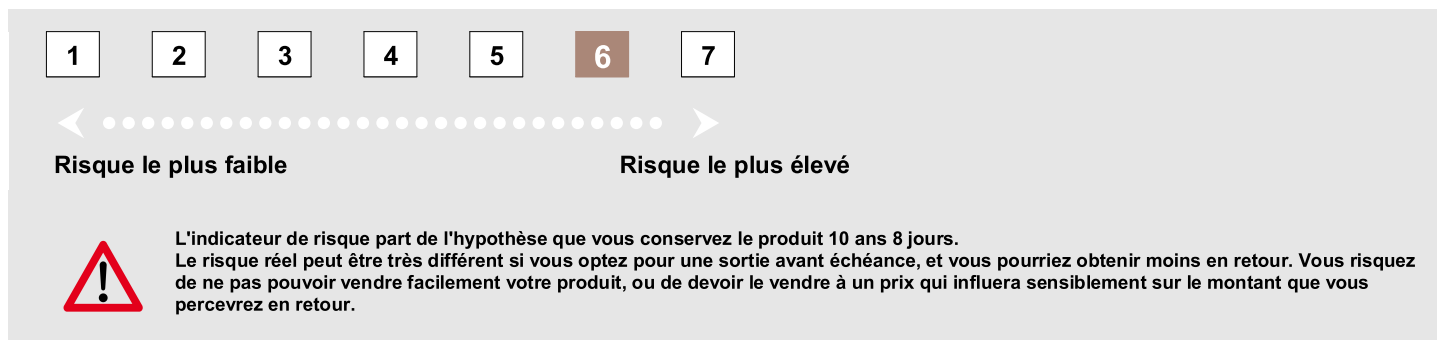 1 2 3 4 5 6 7
Risque le plus faible Risque le plus élevé
L'indicateur de risque part de l'hypothèse que vous conservez le produit 10 ans 8 jours.
Le risque réel peut être très différent si vous optez pour une sortie avant échéance, et vous pourriez obtenir moins en retour. Vous risquez
de ne pas pouvoir vendre facilement votre produit, ou de devoir le vendre à un prix qui influera sensiblement sur le montant que vous
percevrez en retour.